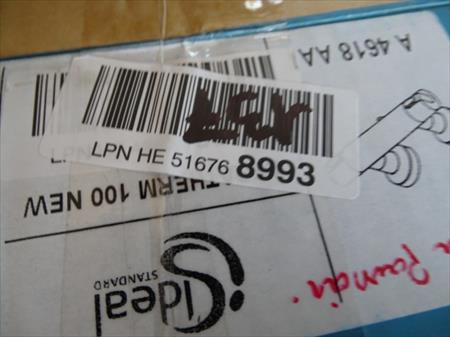 A 4618 AA
LPN HE 51676 8993
THERM 100 NEW
Ideal
STANDARD